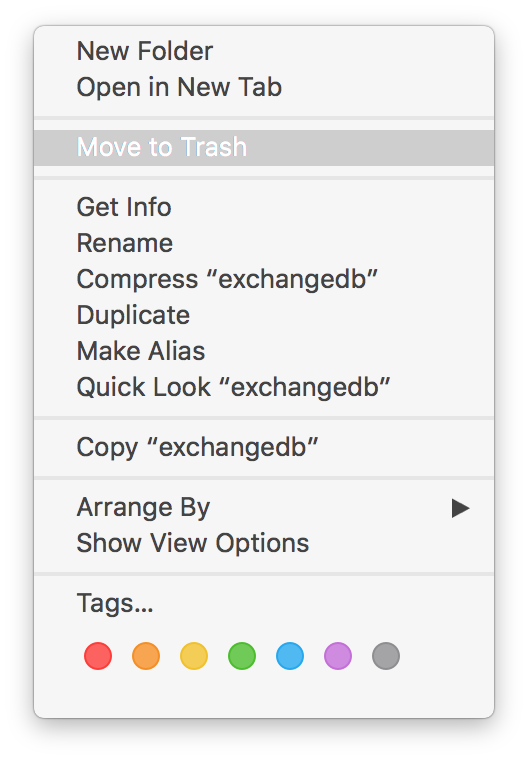 New Folder
Open in New Tab
Move to Trash
Get Info
Rename
Compress “exchangedb”
Duplicate
Make Alias
Quick Look “exchangedb”
Copy “exchangedb”
Arrange By
Show View Options
Tags...